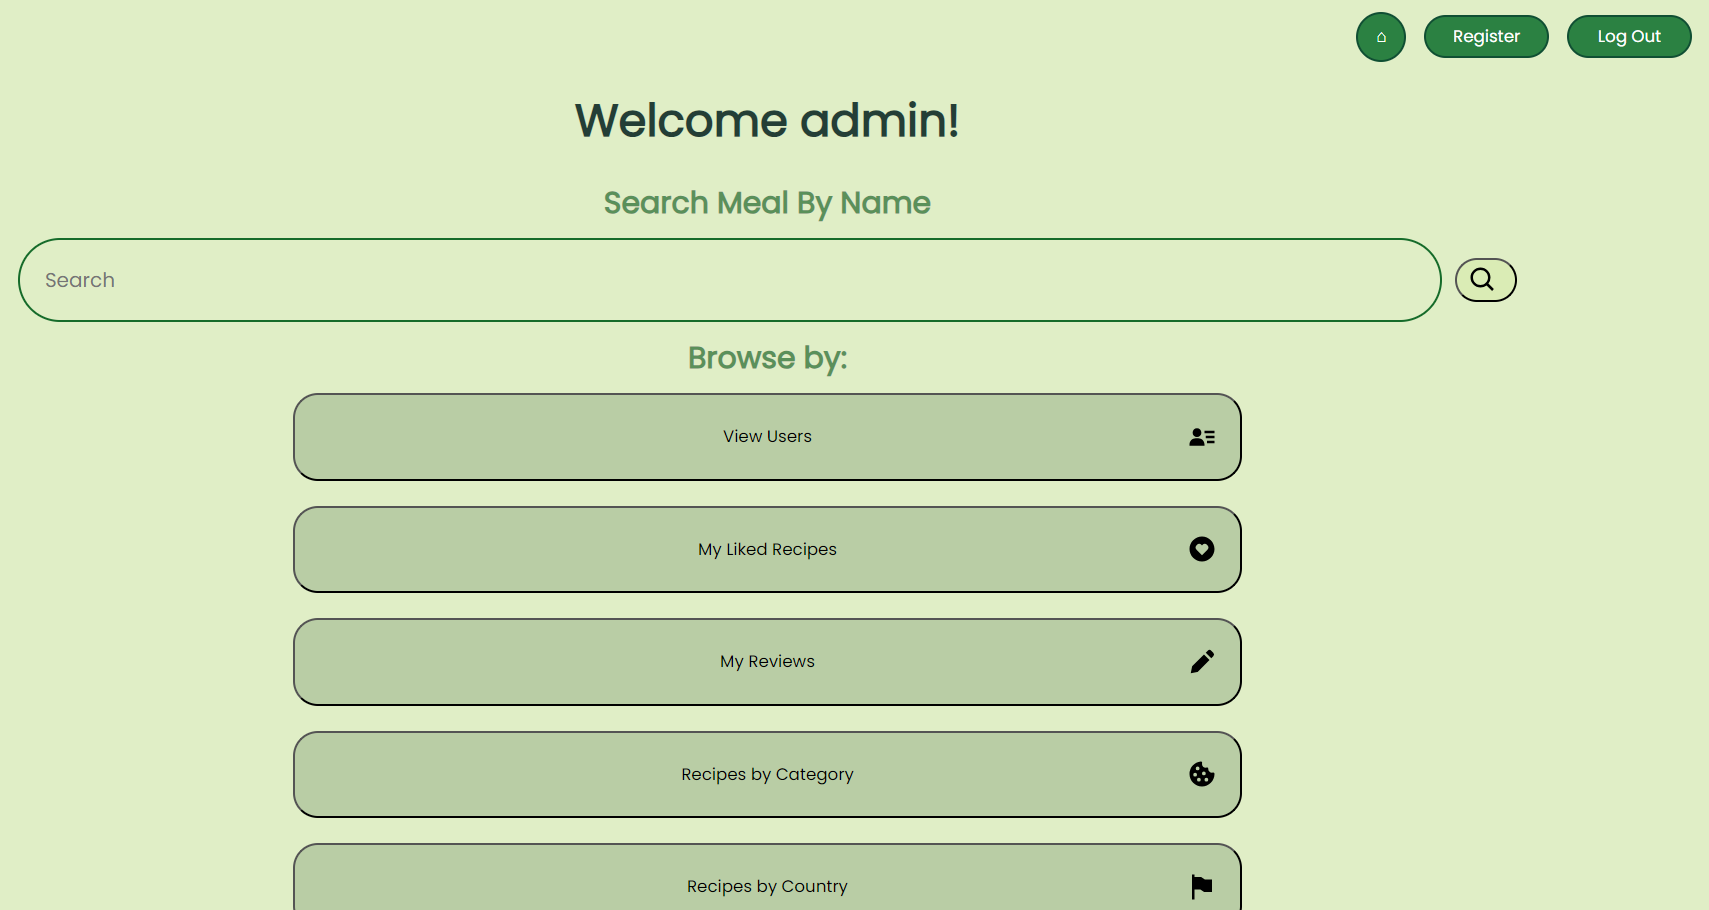 ⌂ Register Log Out
Welcome admin!
Search Meal By Name
Search
Browse by:
View Users
My Liked Recipes
My Reviews
Recipes by Category
Recipes by Country